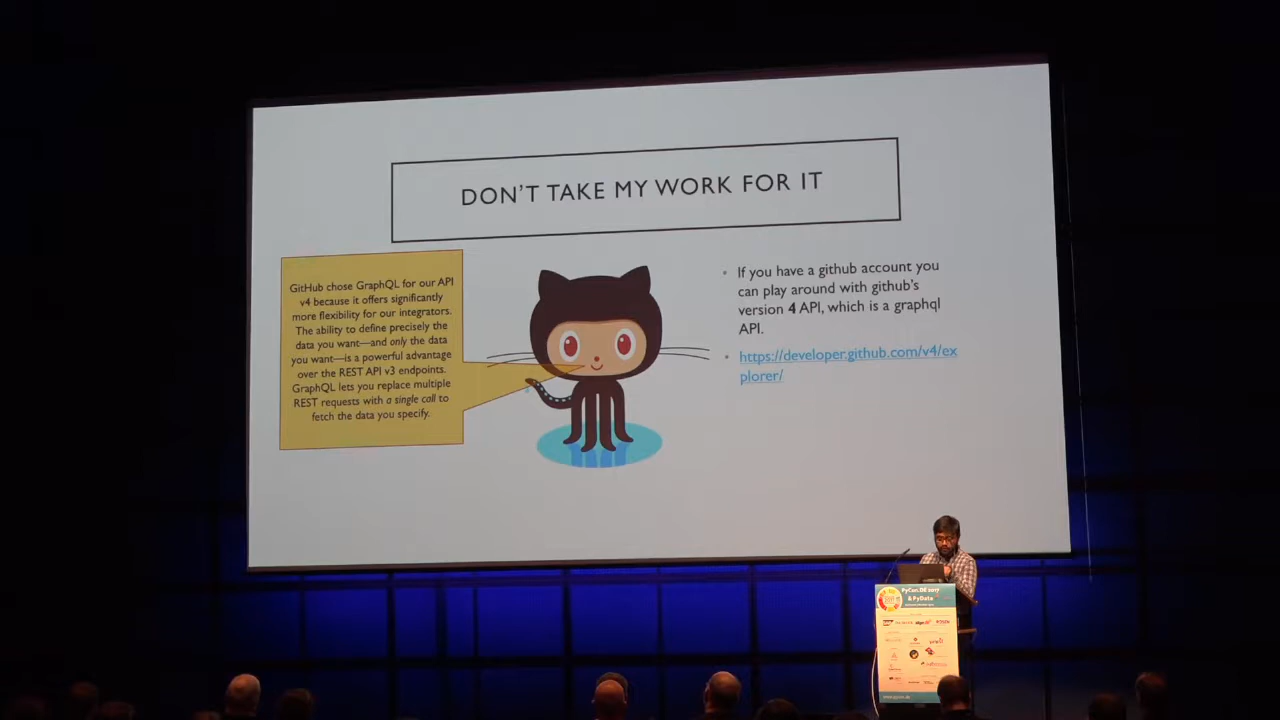 DON'T TAKE MY WORK FOR IT
GitHub chose GraphQL for our API
v4 because it offers significantly
more flexibility for our integrators.
The ability to define precisely the
data you want—and only the data
you want—is a powerful advantage
over the REST API v3 endpoints.
GraphQL lets you replace multiple
REST requests with a single call to
fetch the data you specify.
• If you have a github account you
can play around with github's
version 4 API, which is a graphql
API.
• https://developer.github.com/v4/ex
plorer/
PyCon.DE 2017
& PyData